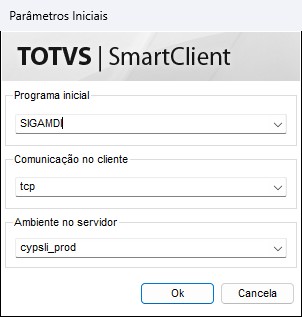 Parâmetros Iniciais
TOTVS | SmartClient
Programa inicial
SIGAMDI
Comunicação no cliente
tcp
Ambiente no servidor
cypsli_prod
Ok Cancela